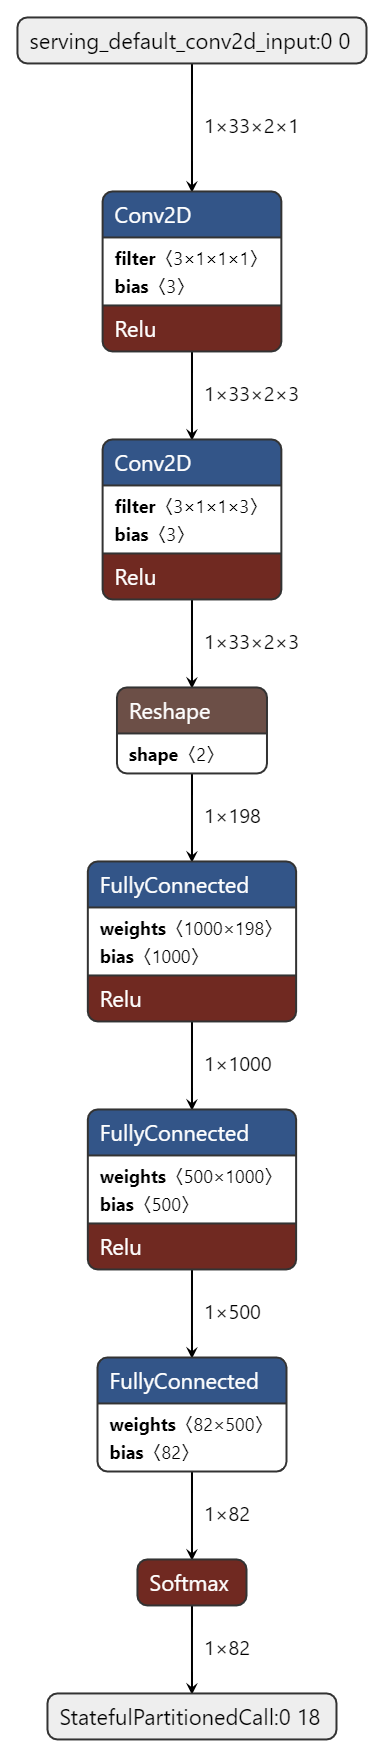 serving_default_conv2d_input:0 0
1×33×2×1
Conv2D
filter〈3×1×1×1〉
bias〈3〉
Relu
1×33×2×3
Conv2D
filter〈3×1×1×3〉
bias〈3〉
Relu
1×33×2×3
Reshape
shape〈2〉
1×198
FullyConnected
weights〈1000×198〉
bias〈1000〉
Relu
1×1000
FullyConnected
weights〈500×1000〉
bias〈500〉
Relu
1×500
FullyConnected
weights〈82×500〉
bias〈82〉
1×82
Softmax
1×82
StatefulPartitionedCall:0 18